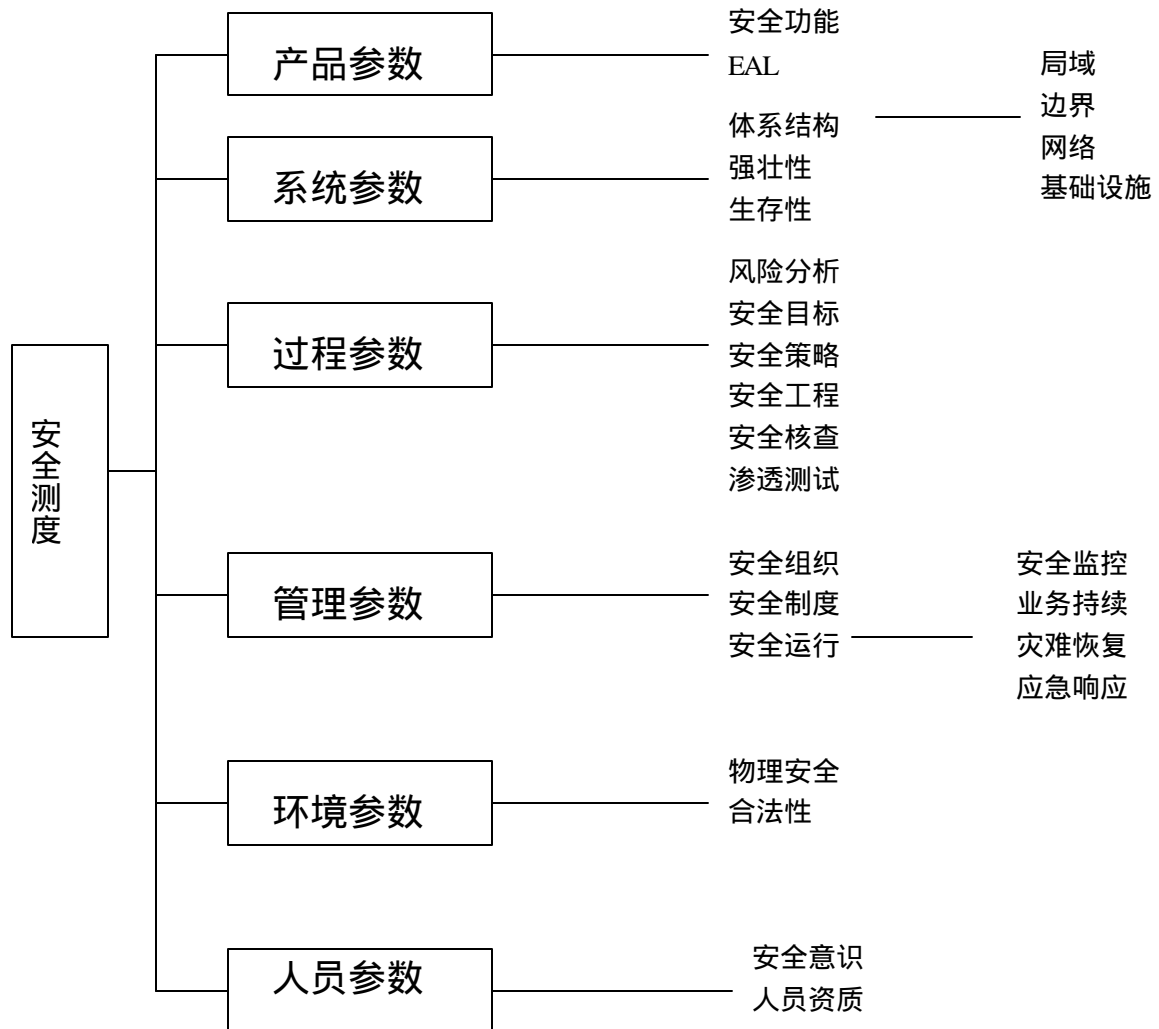 安全测度
产品参数
安全功能
EAL
系统参数
体系结构
强壮性
生存性
局域
边界
网络
基础设施
过程参数
风险分析
安全目标
安全策略
安全工程
安全核查
渗透测试
管理参数
安全组织
安全制度
安全运行
安全监控
业务持续
灾难恢复
应急响应
环境参数
物理安全
合法性
人员参数
安全意识
人员资质